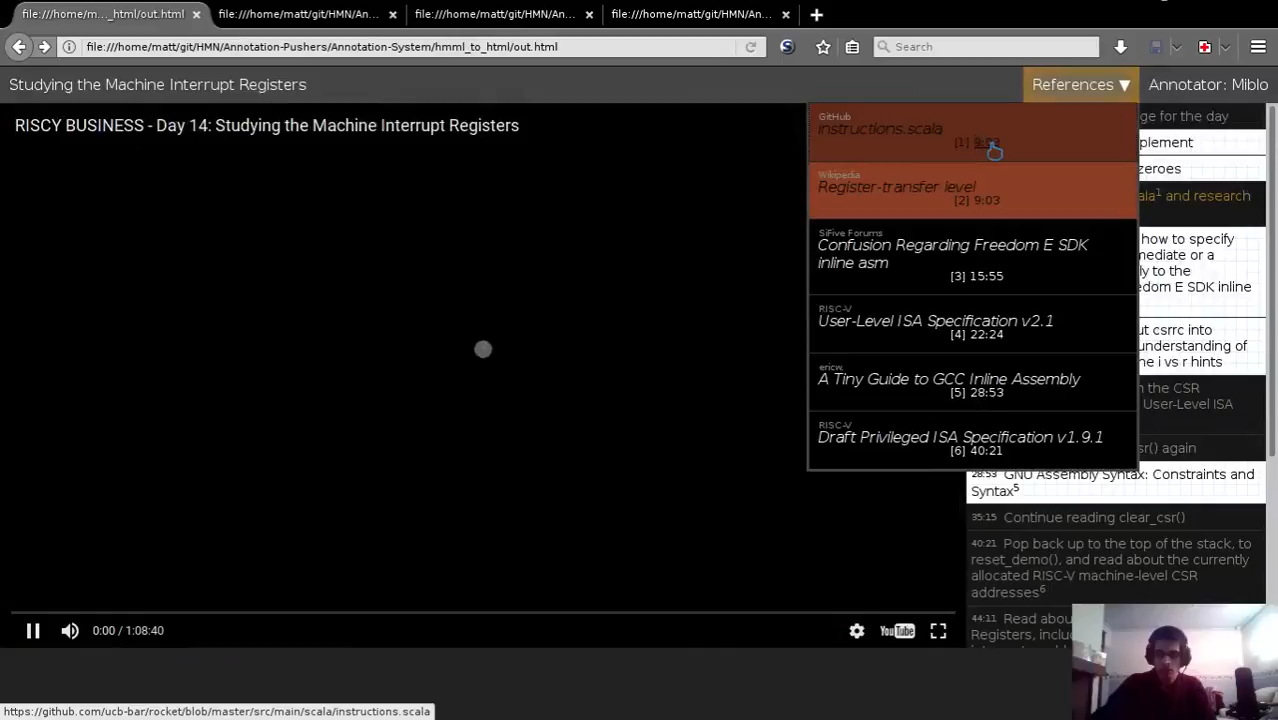 file:///home/m..._html/out.html
file:///home/matt/git/HMN/An...
file:///home/matt/git/HMN/An...
file:///home/matt/git/HMN/An...
file:///home/matt/git/HMN/Annotation-Pushers/Annotation-System/hmml_to_html/out.html
Search
Studying the Machine Interrupt Registers
References ▼
Annotator: Miblo
RISCY BUSINESS - Day 14: Studying the Machine Interrupt Registers
GitHub
instructions.scala
[1] 9:03
Wikipedia
Register-transfer level
[2] 9:03
SiFive Forums
Confusion Regarding Freedom E SDK
inline asm
[3] 15:55
RISC-V
User-Level ISA Specification v2.1
[4] 22:24
ericw.
A Tiny Guide to GCC Inline Assembly
[5] 28:53
RISC-V
Draft Privileged ISA Specification v1.9.1
[6] 40:21
ge for the day
plement
zeroes
ala¹ and research
how to specify
mediate or a
ly to the
edom E SDK inline
ut csrrc into
understanding of
e i vs r hints
n the CSR
User-Level ISA
sr() again
28:53 GNU Assembly Syntax: Constraints and
Syntax⁵
35:15 Continue reading clear_csr()
40:21 Pop back up to the top of the stack, to
reset_demo(), and read about the currently
allocated RISC-V machine-level CSR
addresses⁶
44:11 Read abou
Registers, inclu
0:00 / 1:08:40
YouTube
https://github.com/ucb-bar/rocket/blob/master/src/main/scala/instructions.scala